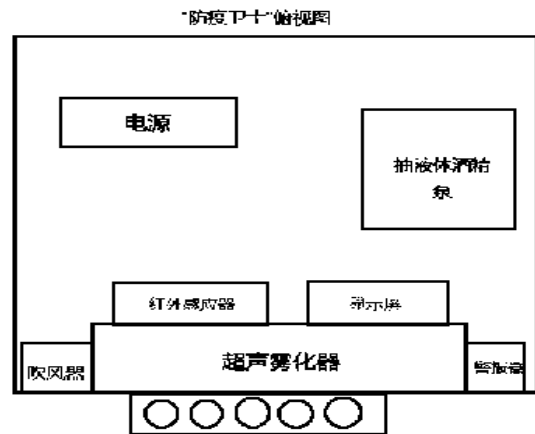 "防疫卫士"俯视图
电源
抽液体酒精
泵
红外感应器
显示屏
吹风器
超声雾化器
警报器